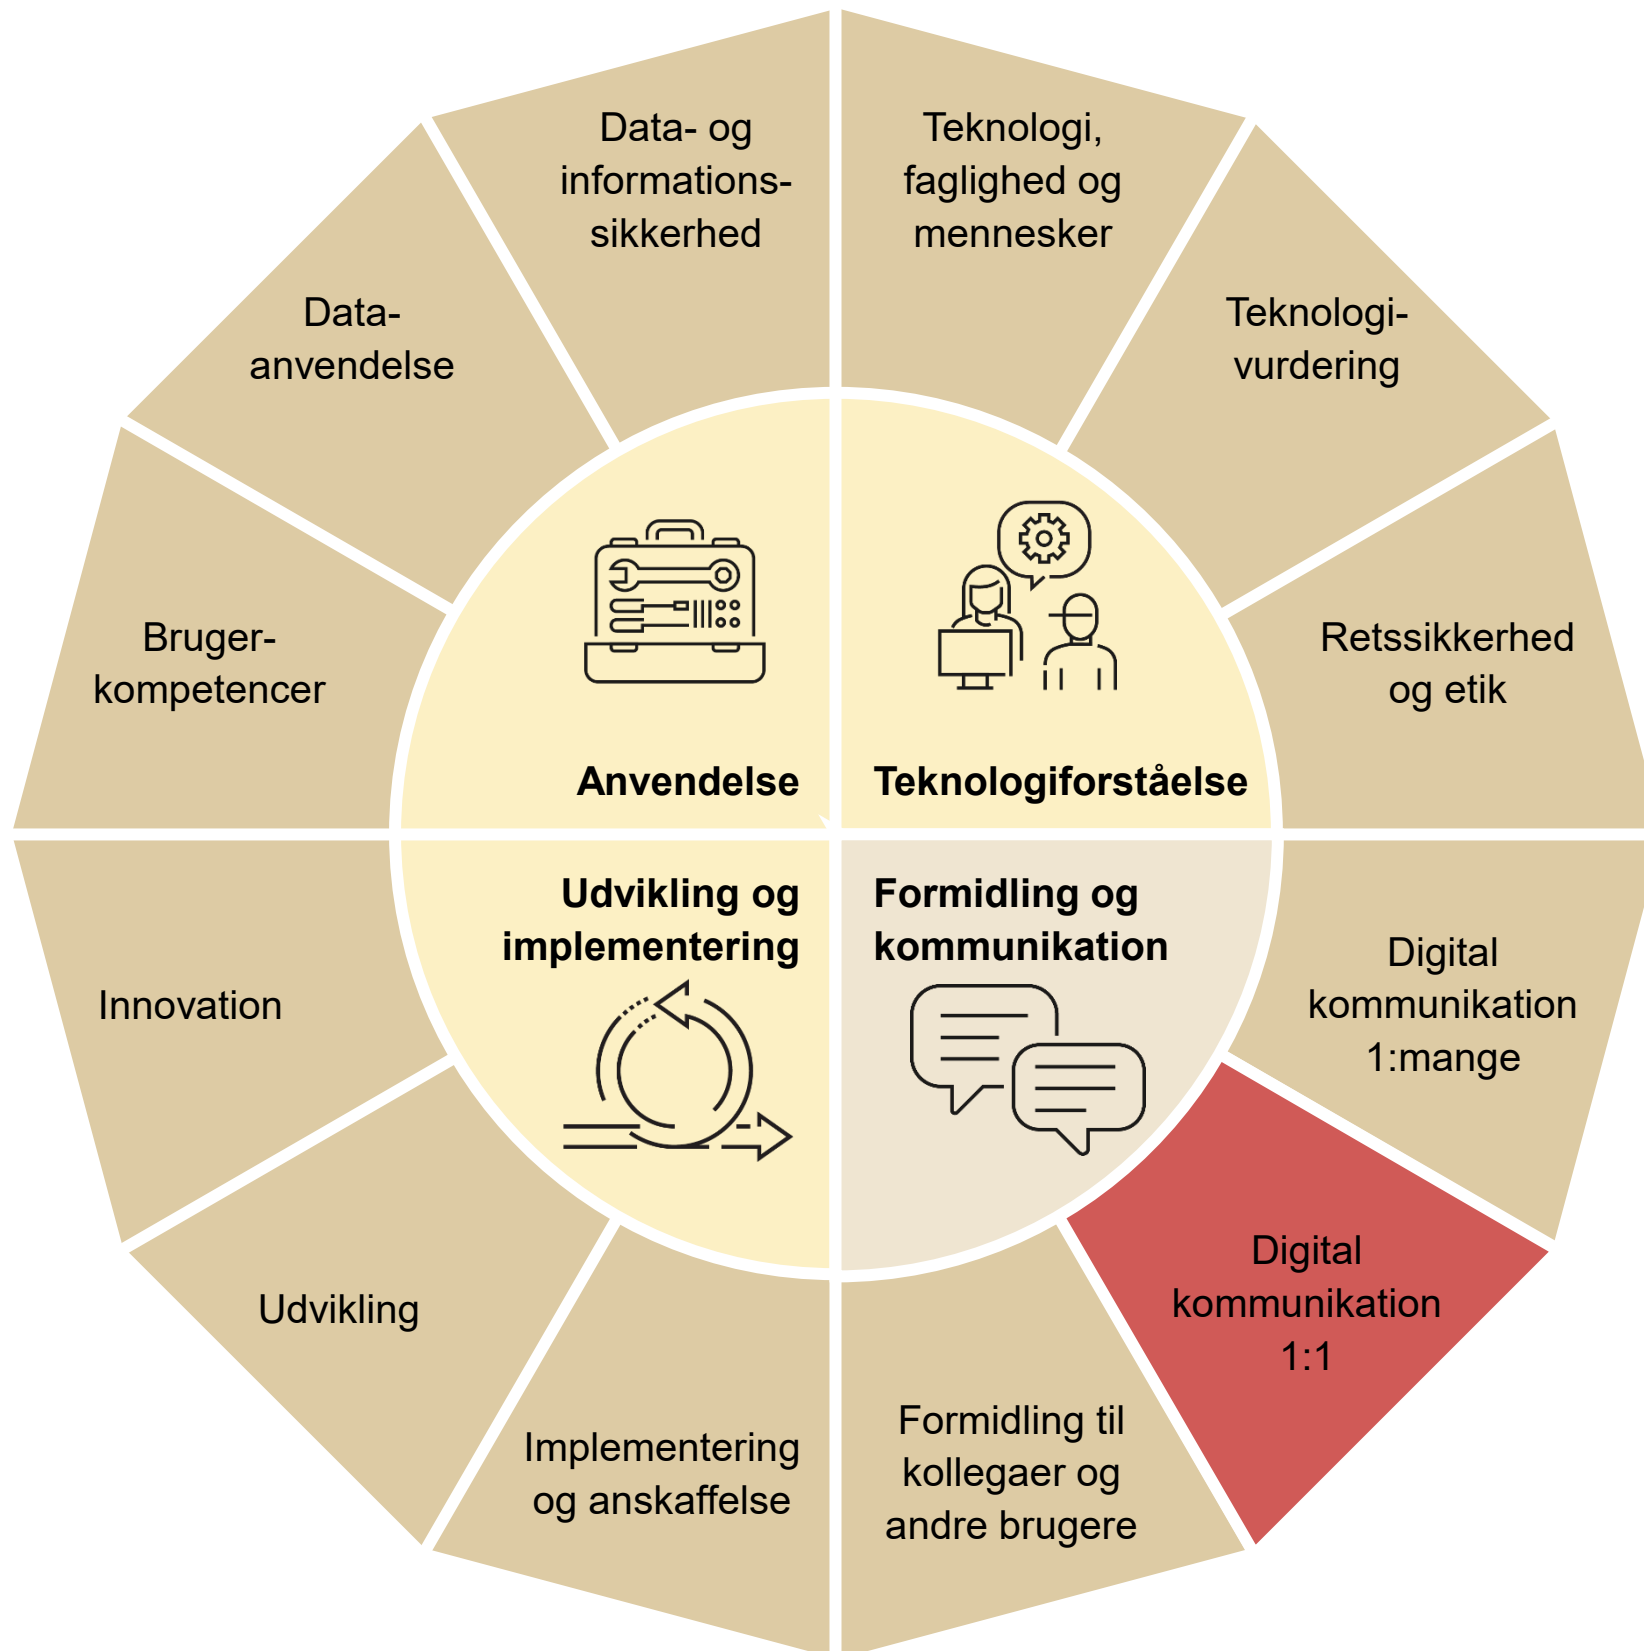 Data- og
informations-
sikkerhed
Teknologi,
faglighed og
mennesker
Data-
anvendelse
Teknologi-
vurdering
Bruger-
kompetencer
Retssikkerhed
og etik
Anvendelse
Teknologiforståelse
Udvikling og
implementering
Formidling og
kommunikation
Innovation
Digital
kommunikation
1:mange
Udvikling
Digital
kommunikation
1:1
Implementering
og anskaffelse
Formidling til
kollegaer og
andre brugere